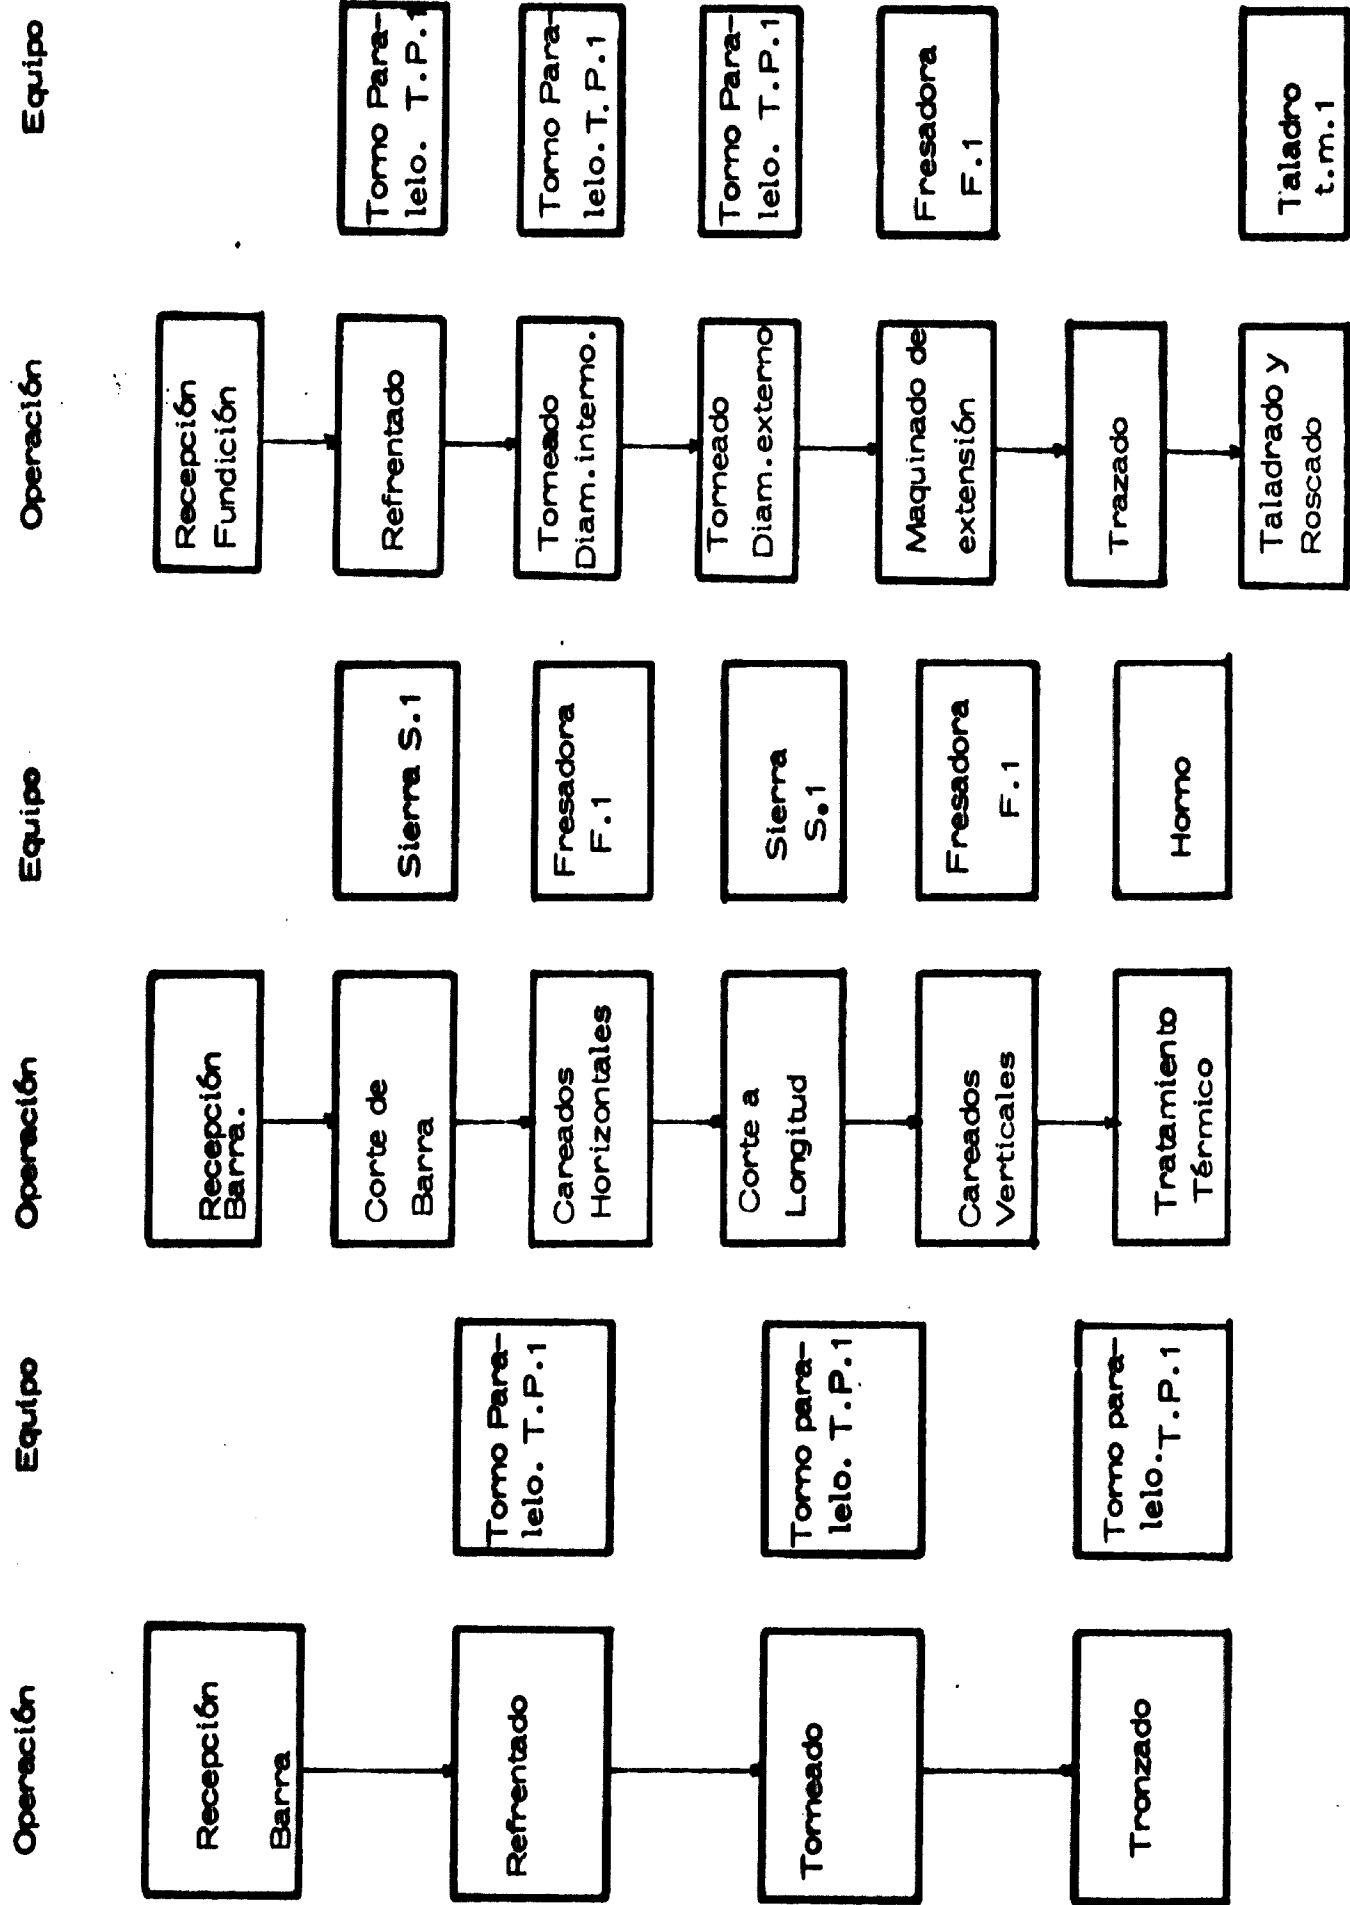 Operación
Equipo
Recepción
Barra
Refrentado
Torno Para-
lelo. T.P.1
Torneado
Torno para-
lelo. T.P.1
Tronzado
Torno para-
lelo. T.P.1
Operación
Equipo
Recepción
Barra.
Corte de
Barra
Sierra S.1
Careados
Horizontales
Fresadora
F.1
Corte a
Longitud
Sierra
S.1
Careados
Verticales
Fresadora
F.1
Tratamiento
Térmico
Horno
Operación
Equipo
Recepción
Fundición
Refrentado
Torno Para-
lelo. T.P.1
Torneado
Diam.interno.
Torno Para-
lelo. T.P.1
Torneado
Diam.externo
Torno Para-
lelo. T.P.1
Maquinado de
extensión
Fresadora
F.1
Trazado
Taladrado y
Roscado
Taladro
t.m.1